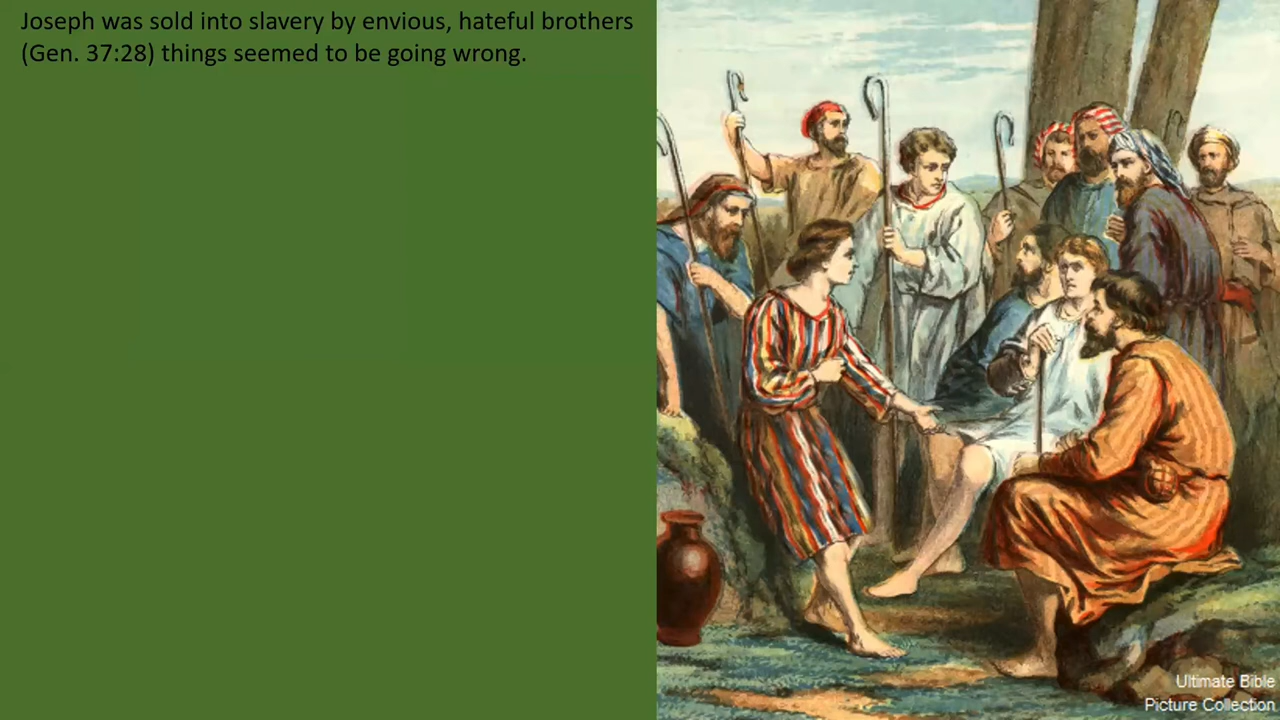 Joseph was sold into slavery by envious, hateful brothers
(Gen. 37:28) things seemed to be going wrong.
Ultimate Bible
Picture Collection